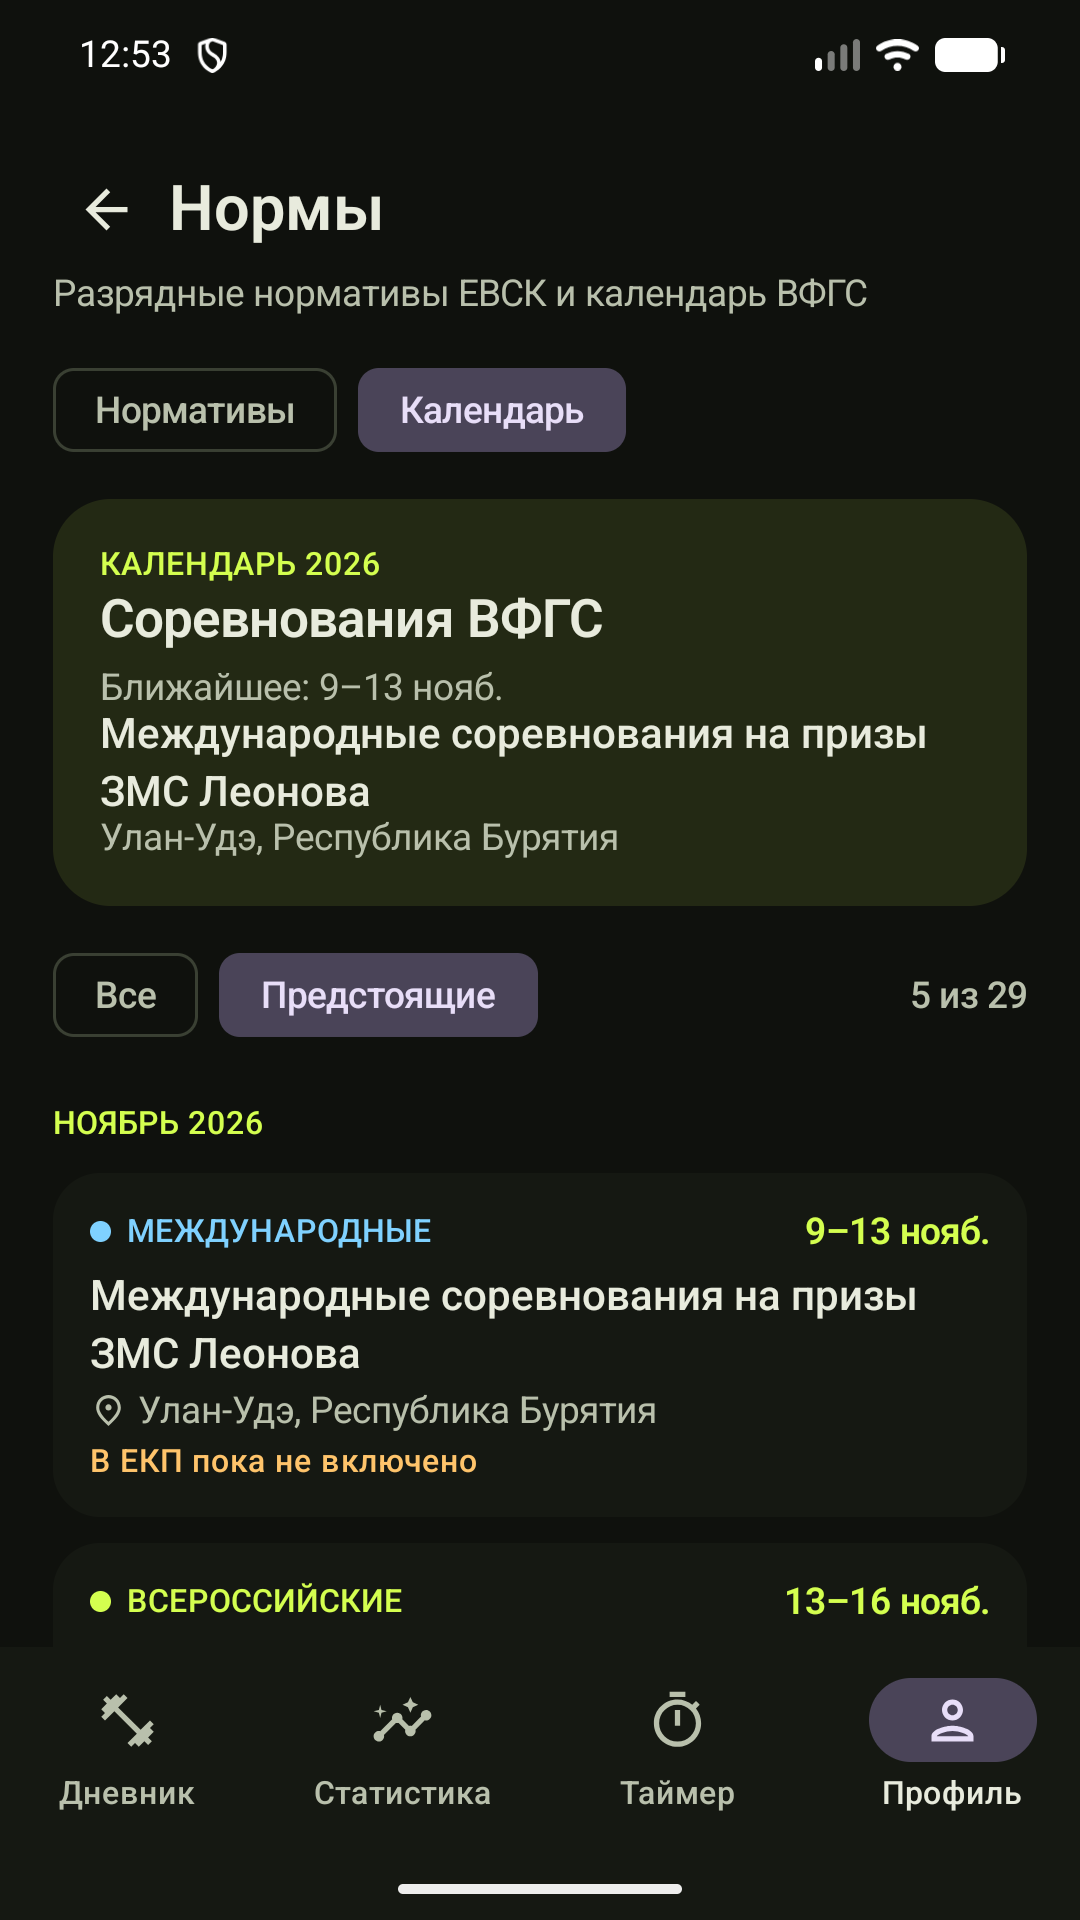 12:53
Нормы
Разрядные нормативы ЕВСК и календарь ВФГС
Нормативы
Календарь
КАЛЕНДАРЬ 2026
Соревнования ВФГС
Ближайшее: 9–13 нояб.
Международные соревнования на призы
ЗМС Леонова
Улан-Удэ, Республика Бурятия
Все
Предстоящие
5 из 29
НОЯБРЬ 2026
МЕЖДУНАРОДНЫЕ
9–13 нояб.
Международные соревнования на призы
ЗМС Леонова
Улан-Удэ, Республика Бурятия
В ЕКП пока не включено
ВСЕРОССИЙСКИЕ
13–16 нояб.
Дневник
Статистика
Таймер
Профиль